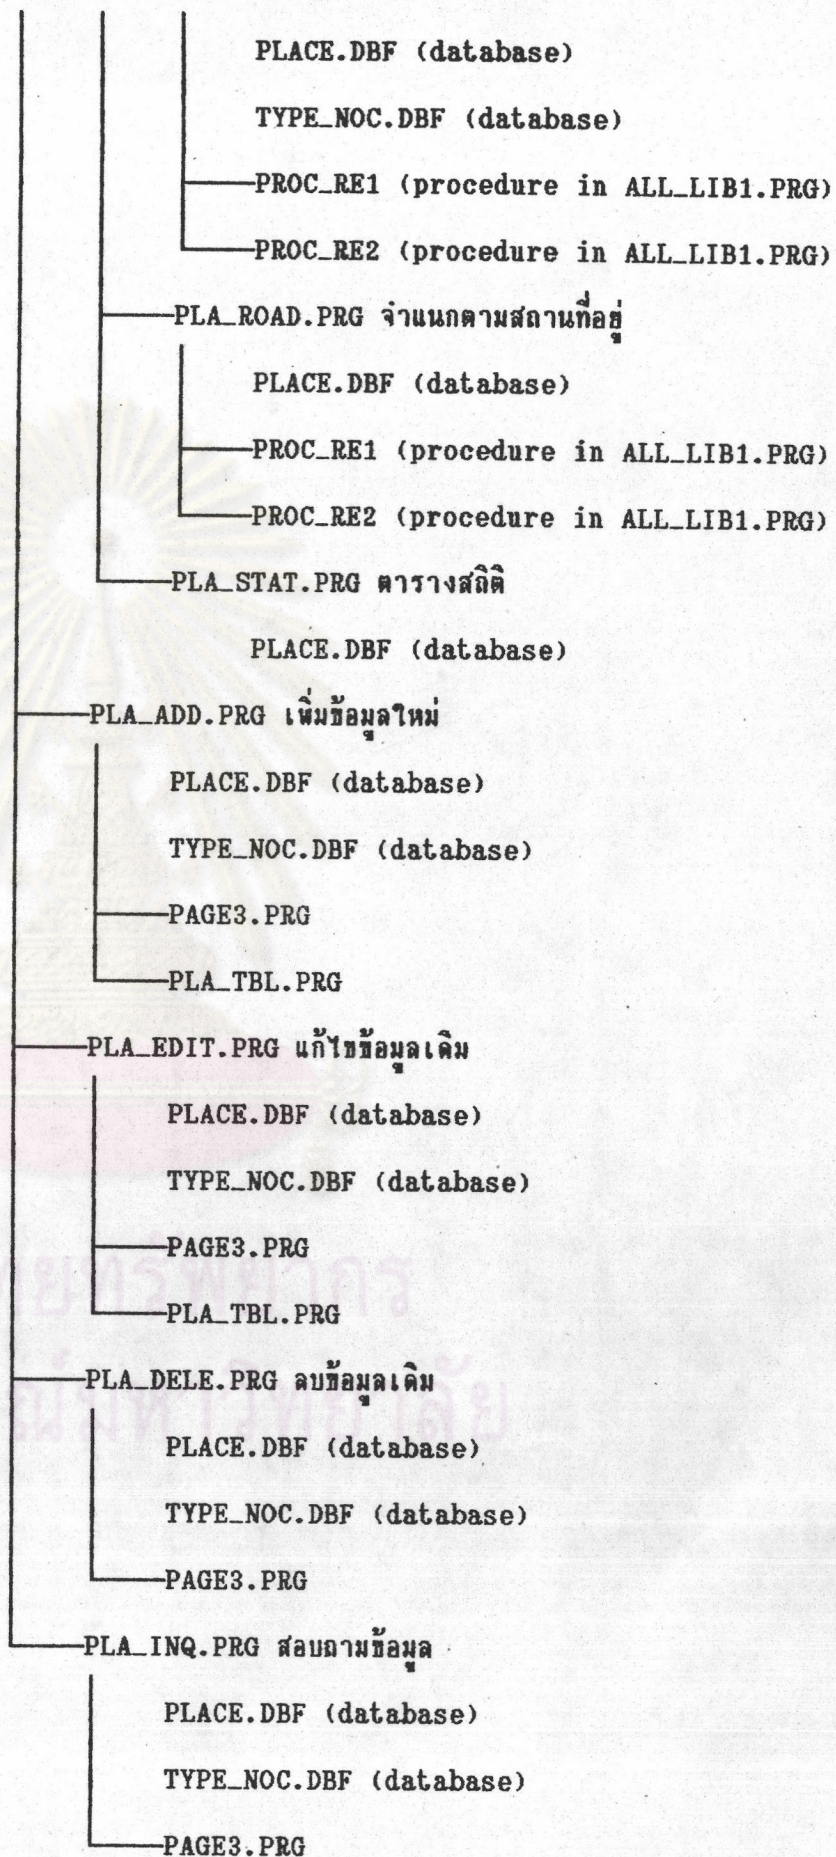 PLACE.DBF (database)
TYPE_NOC.DBF (database)
PROC_RE1 (procedure in ALL_LIB1.PRG)
PROC_RE2 (procedure in ALL_LIB1.PRG)
PLA_ROAD.PRG จำแนกตามสถานที่อยู่
PLACE.DBF (database)
PROC_RE1 (procedure in ALL_LIB1.PRG)
PROC_RE2 (procedure in ALL_LIB1.PRG)
PLA_STAT.PRG ตารางสถิติ
PLACE.DBF (database)
PLA_ADD.PRG เพิ่มข้อมูลใหม่
PLACE.DBF (database)
TYPE_NOC.DBF (database)
PAGE3.PRG
PLA_TBL.PRG
PLA_EDIT.PRG แก้ไขข้อมูลเดิม
PLACE.DBF (database)
TYPE_NOC.DBF (database)
PAGE3.PRG
PLA_TBL.PRG
PLA_DELE.PRG ลบข้อมูลเดิม
PLACE.DBF (database)
TYPE_NOC.DBF (database)
PAGE3.PRG
PLA_INQ.PRG สอบถามข้อมูล
PLACE.DBF (database)
TYPE_NOC.DBF (database)
PAGE3.PRG